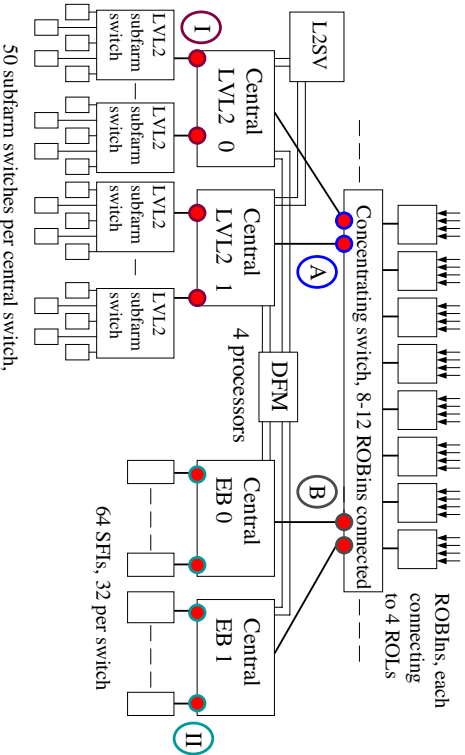 ROBIns, each
connecting
to 4 ROLs
Concentrating switch, 8-12 ROBins connected
L2SV
A
B
DFM
4 processors
I
Central
LVL2 0
Central
LVL2 1
Central
EB 0
Central
EB 1
II
LVL2
subfarm
switch
LVL2
subfarm
switch
LVL2
subfarm
switch
LVL2
subfarm
switch
64 SFIs, 32 per switch
50 subfarm switches per central switch,